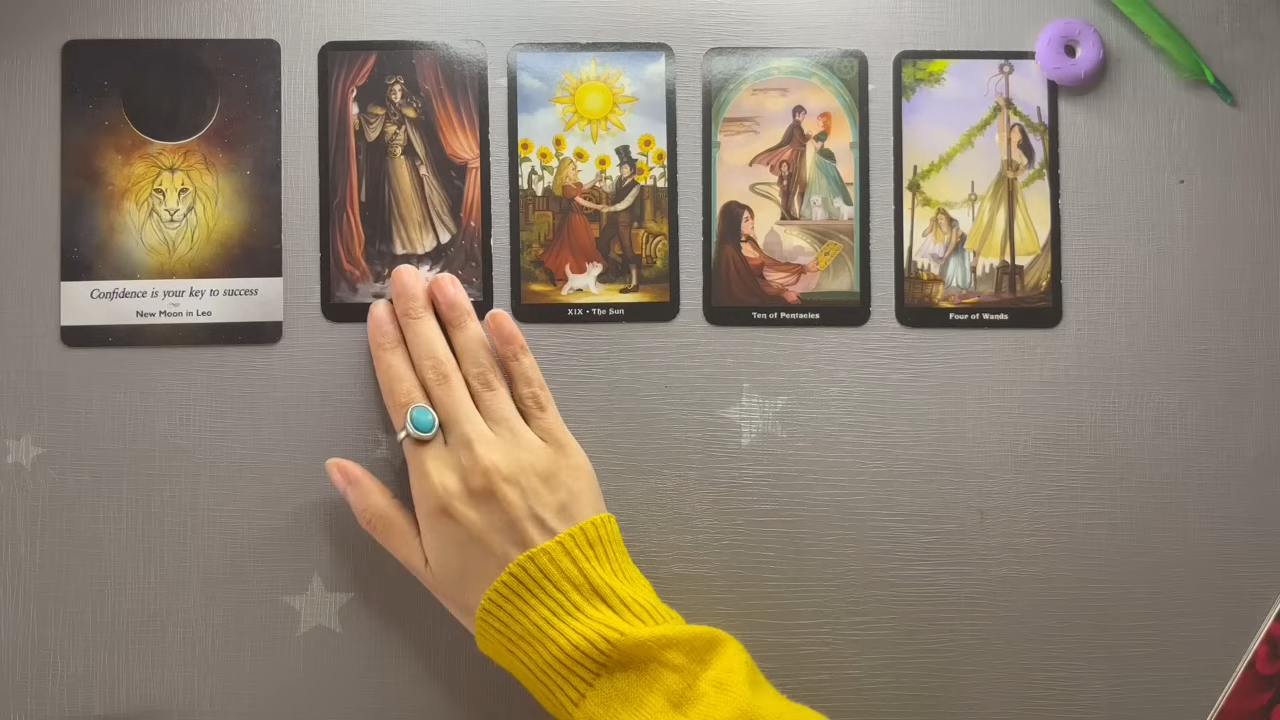 Confidence is your key to success
New Moon in Leo
XIX • The Sun
Ten of Pentacles
Four of Wands